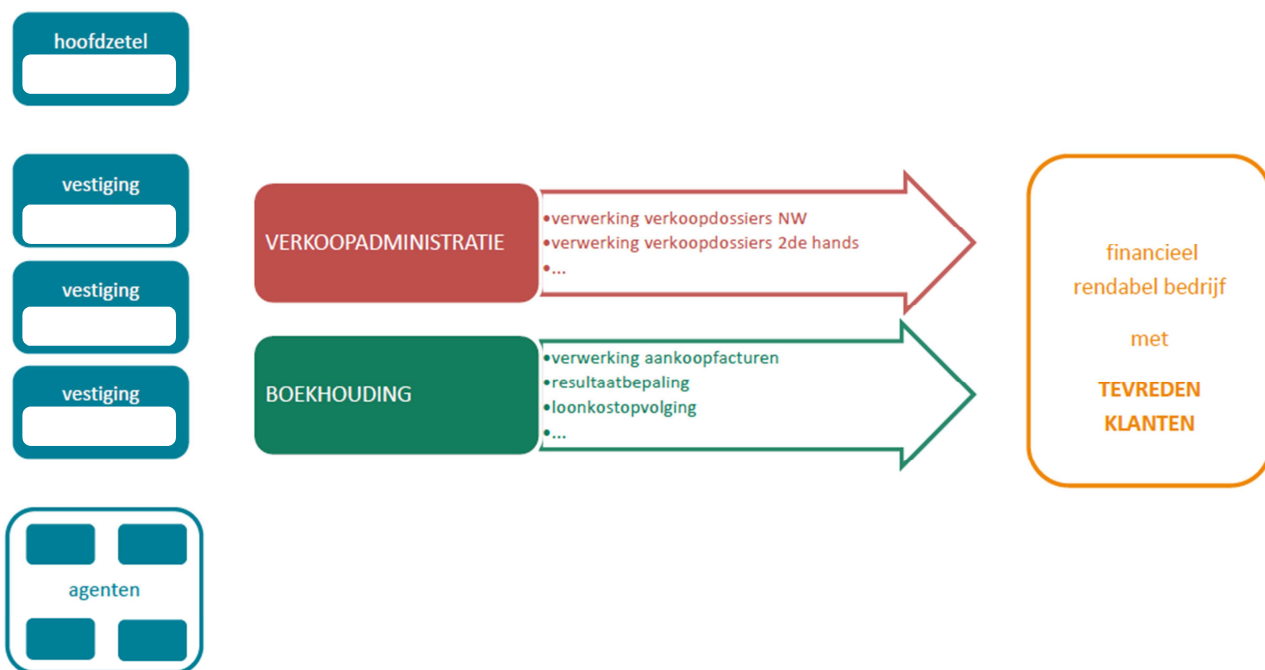 hoofdzetel
vestiging
vestiging
vestiging
agenten
VERKOOPADMINISTRATIE
•verwerking verkoopdossiers NW
•verwerking verkoopdossiers 2de hands
•...
BOEKHOUDING
•verwerking aankoopfacturen
•resultaatbepaling
•loonkostopvolging
•...
financieel
rendabel bedrijf
met
TEVREDEN
KLANTEN